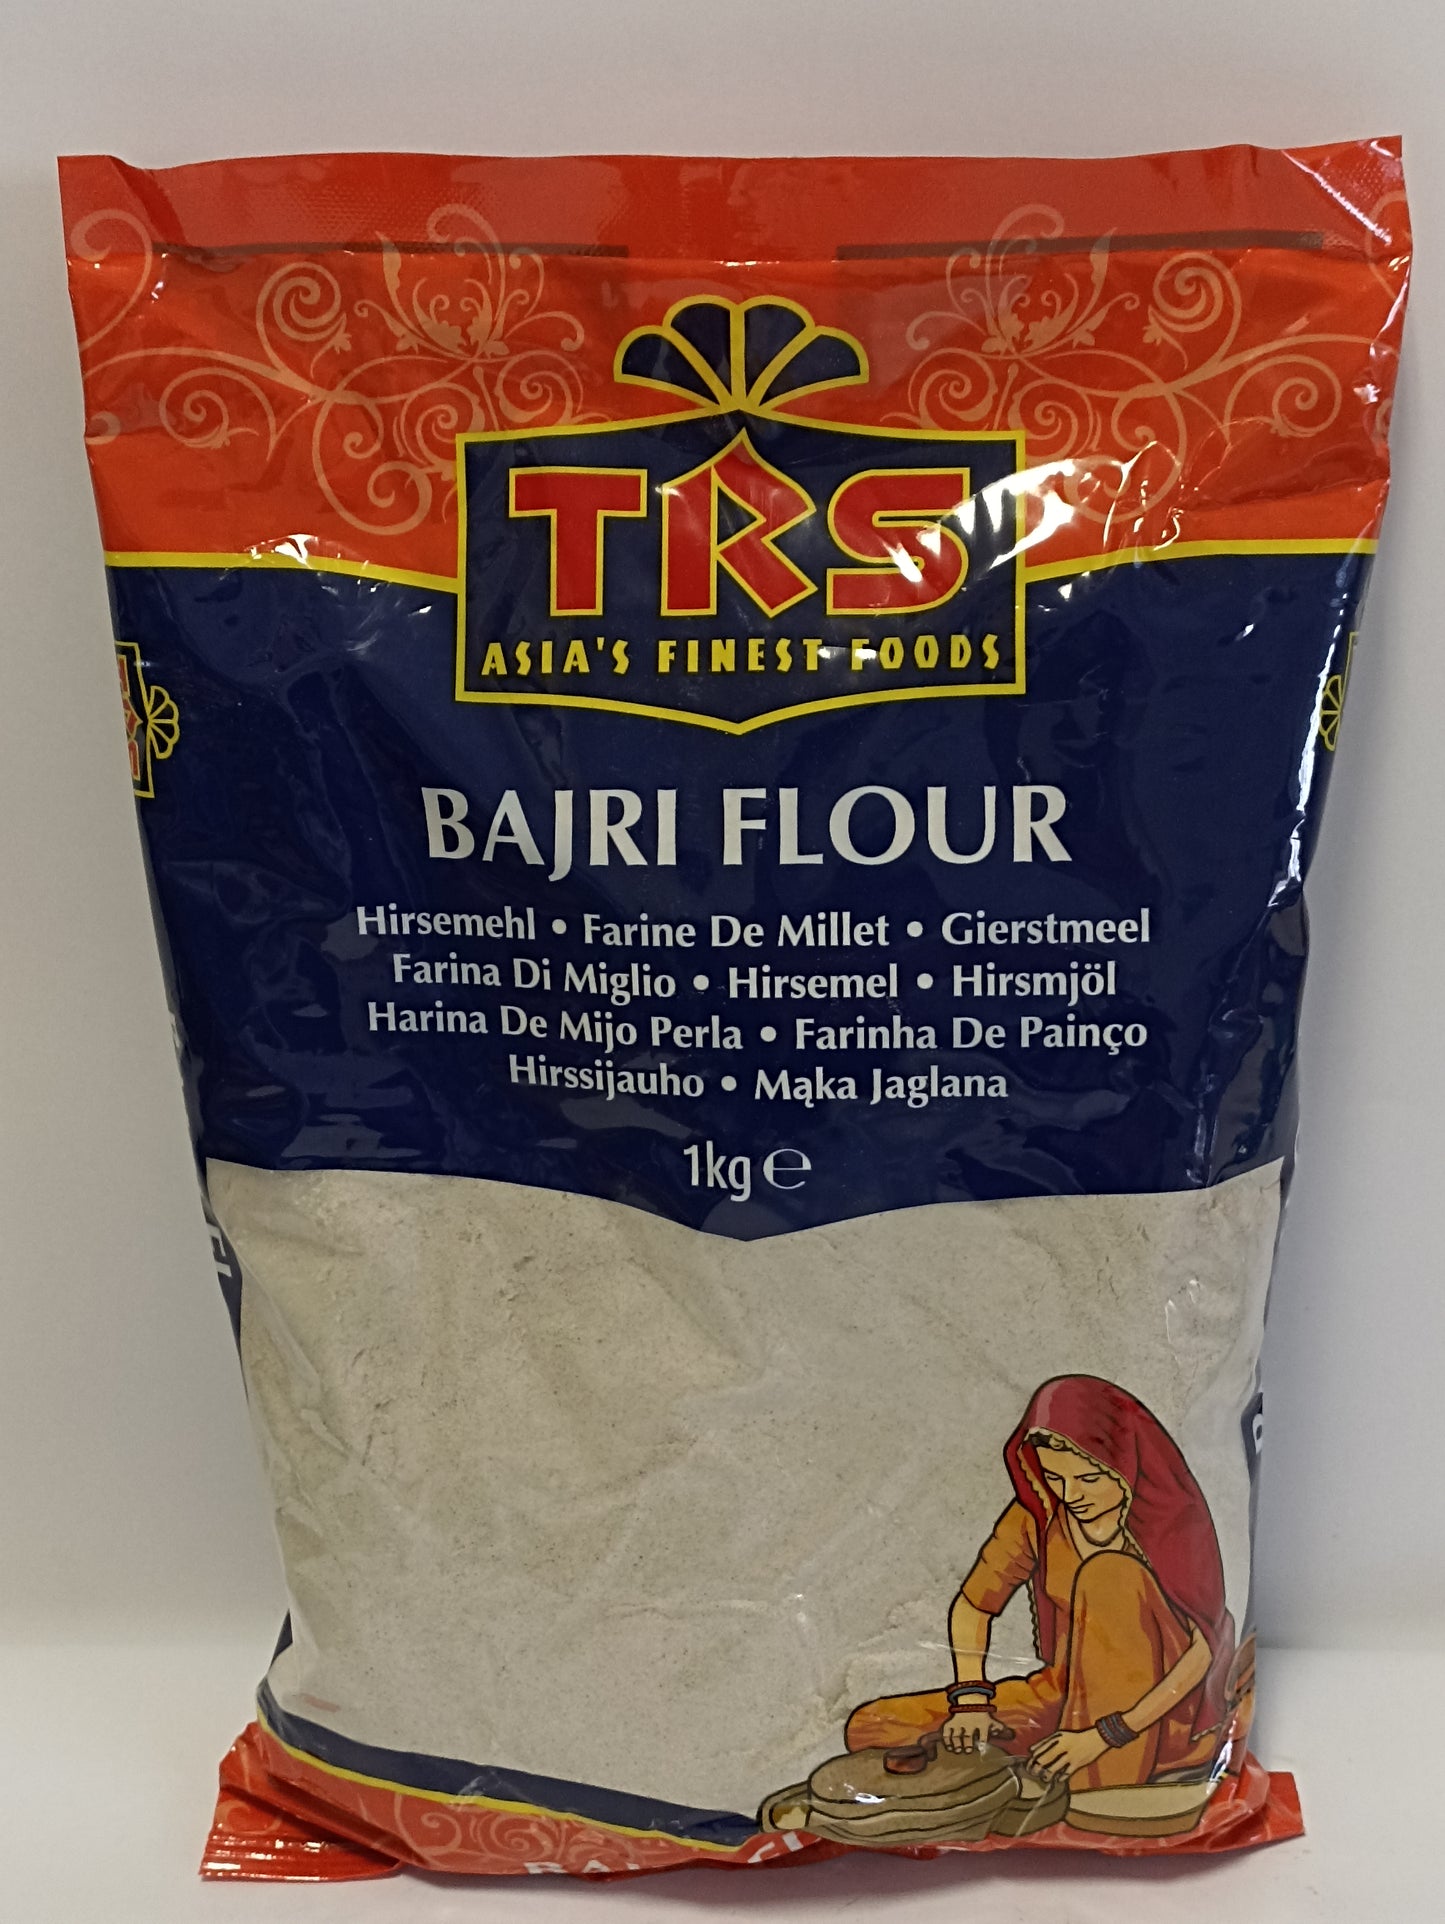 TRS
ASIA'S FINEST FOODS
BAJRI FLOUR
Hirsemehl • Farine De Millet • Gierstmeel
Farina Di Miglio • Hirsemel • Hirsmjöl
Harina De Mijo Perla • Farinha De Painço
Hirssijauho • Mąka Jaglana
1kg ℮